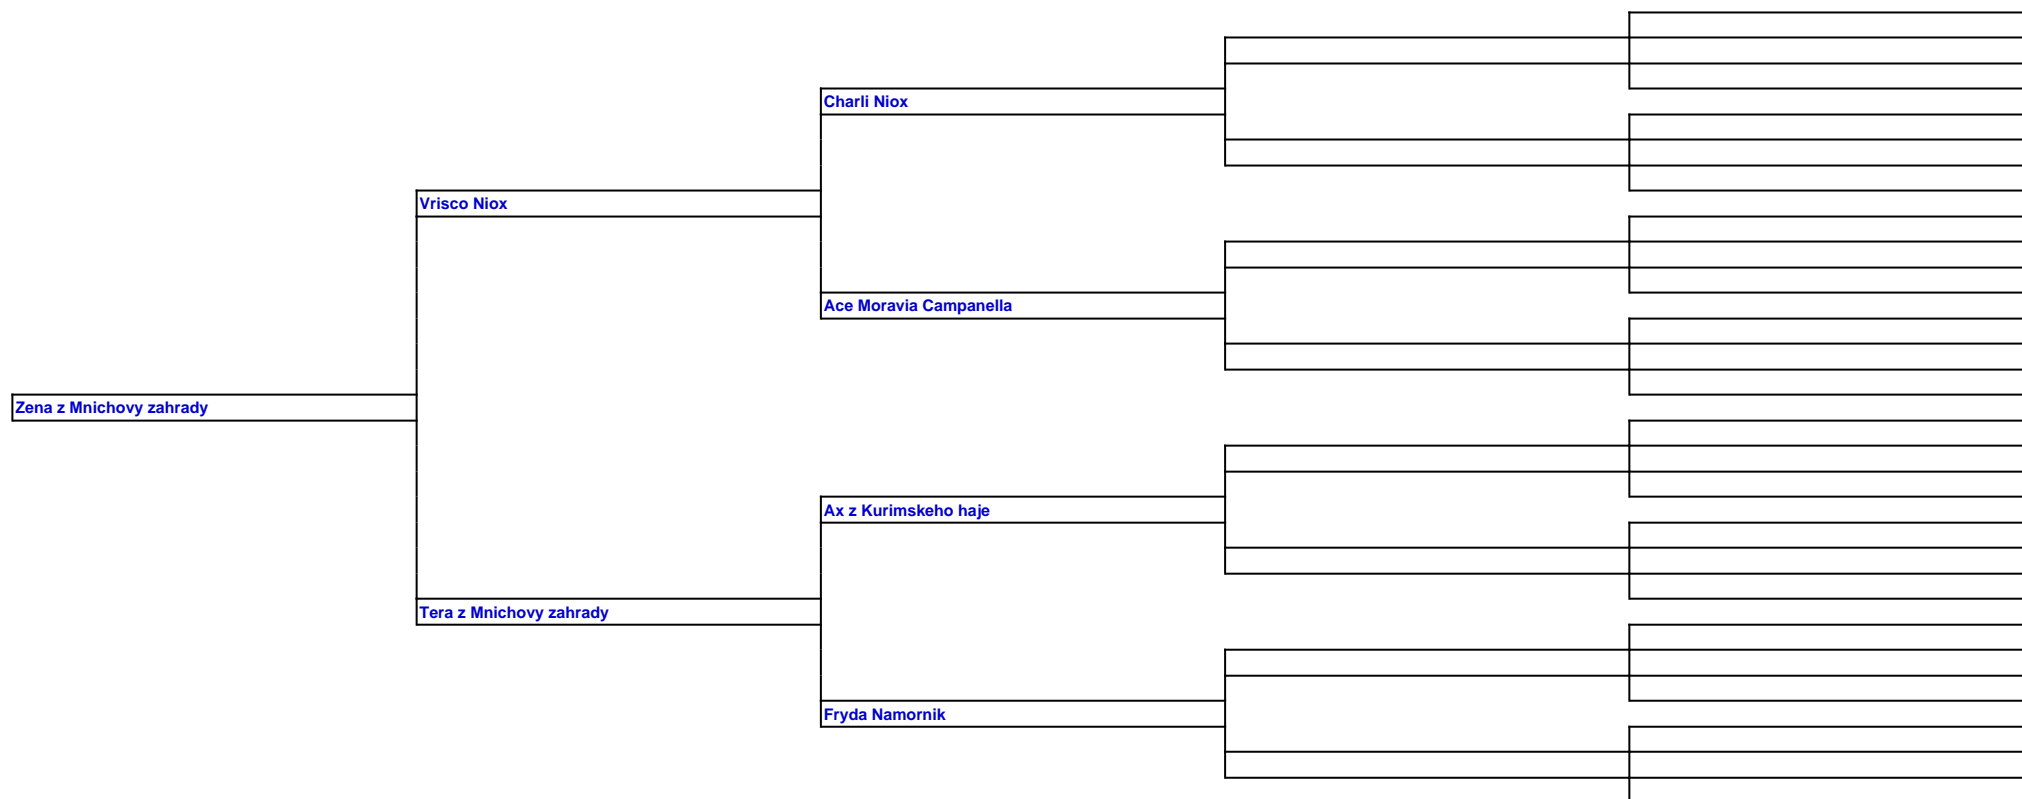 Charli Niox
Vrisco Niox
Ace Moravia Campanella
Zena z Mnichovy zahrady
Ax z Kurimskeho haje
Tera z Mnichovy zahrady
Fryda Namornik